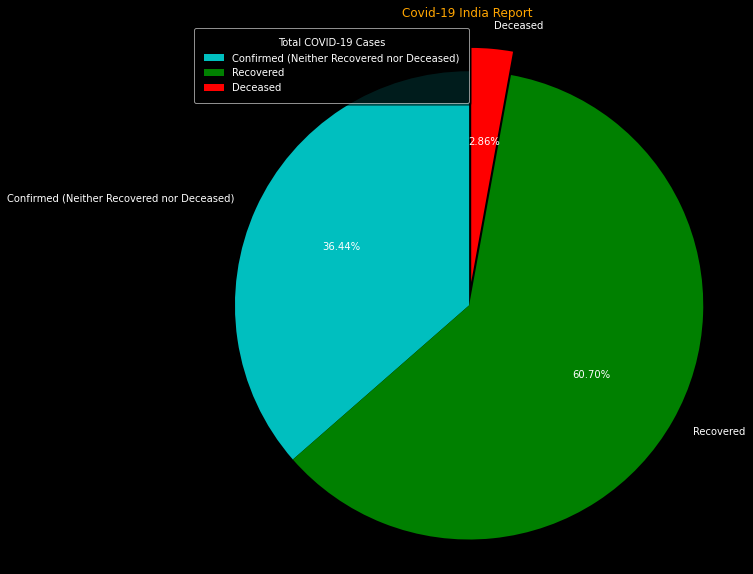 Covid-19 India Report
Deceased
Total COVID-19 Cases
Confirmed (Neither Recovered nor Deceased)
Recovered
Deceased
2.86%
Confirmed (Neither Recovered nor Deceased)
36.44%
60.70%
Recovered